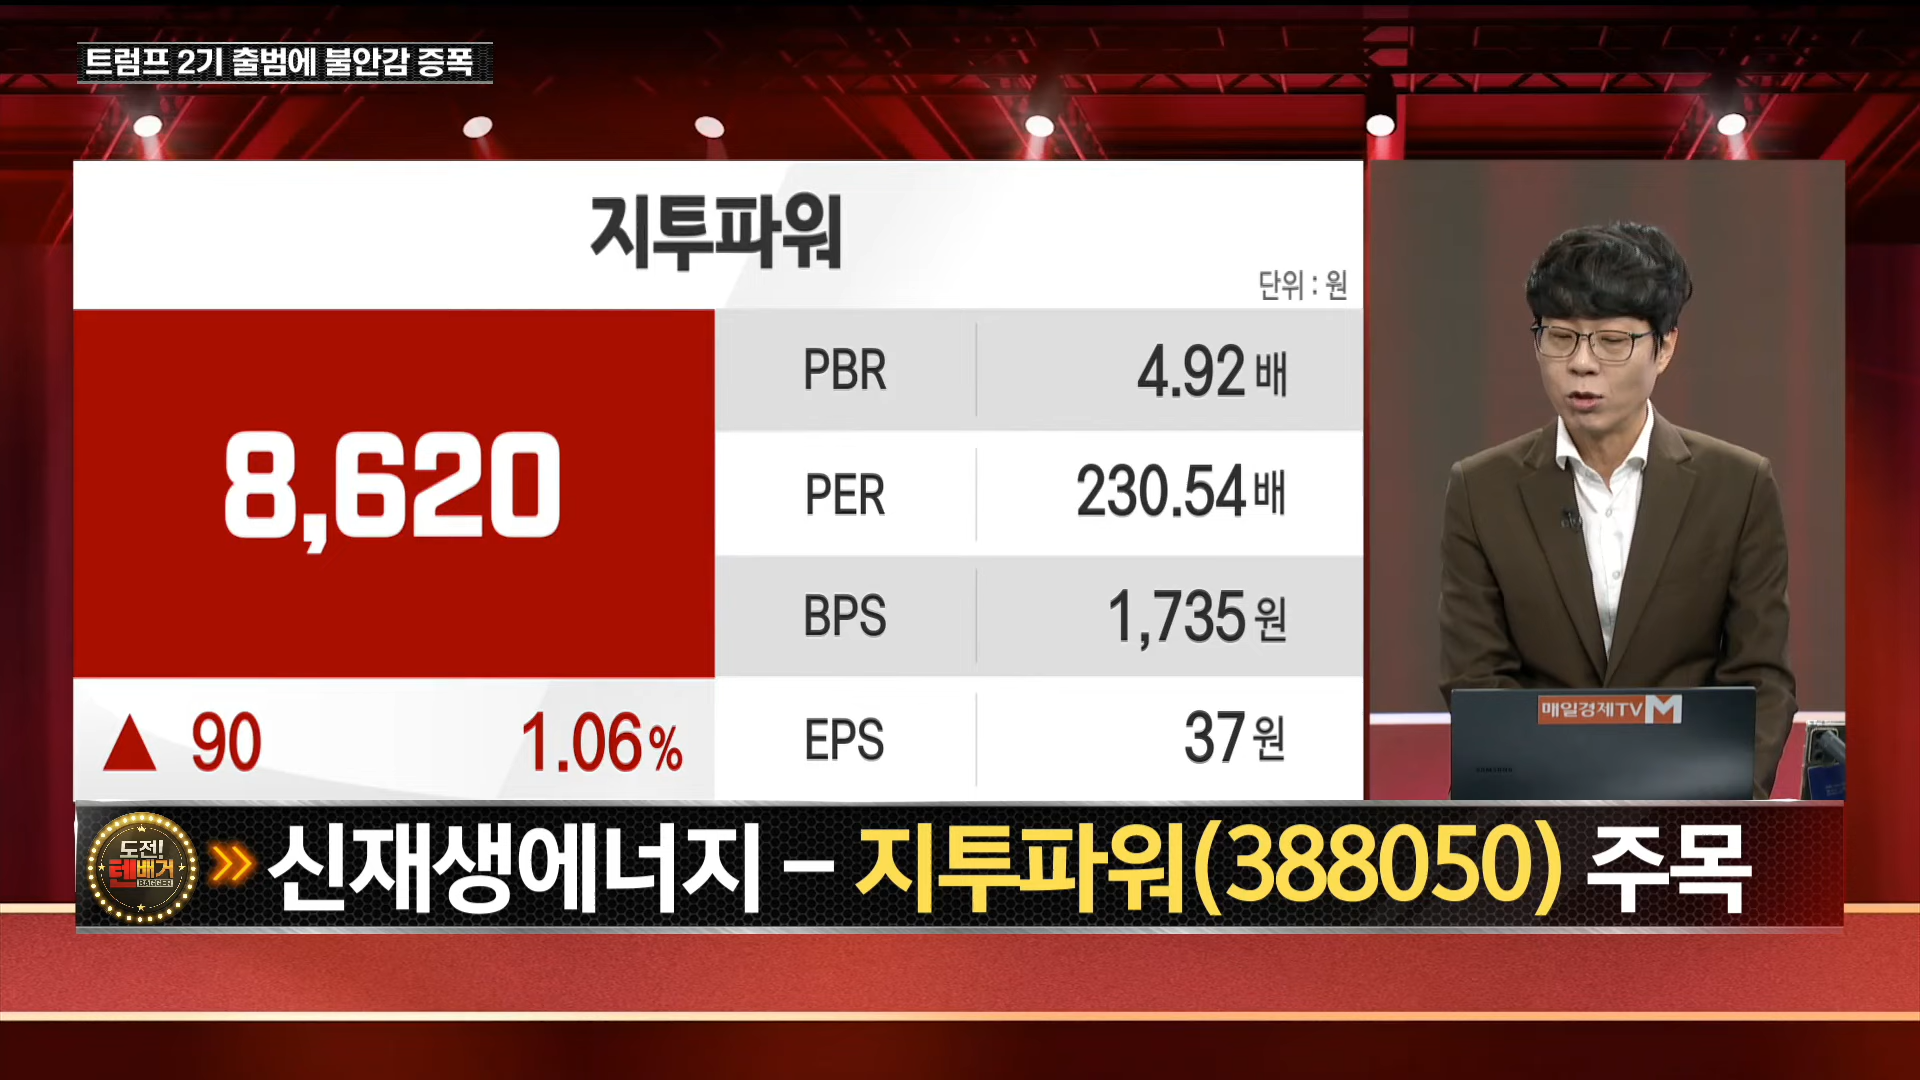 트럼프 2기 출범에 불안감 증폭
지투파워
단위 : 원
8,620
▲ 90 1.06%
PBR 4.92배
PER 230.54배
BPS 1,735원
EPS 37원
매일경제TV M
SAMSUNG
도전!
텐배거
BAGGER
신재생에너지 - 지투파워(388050) 주목